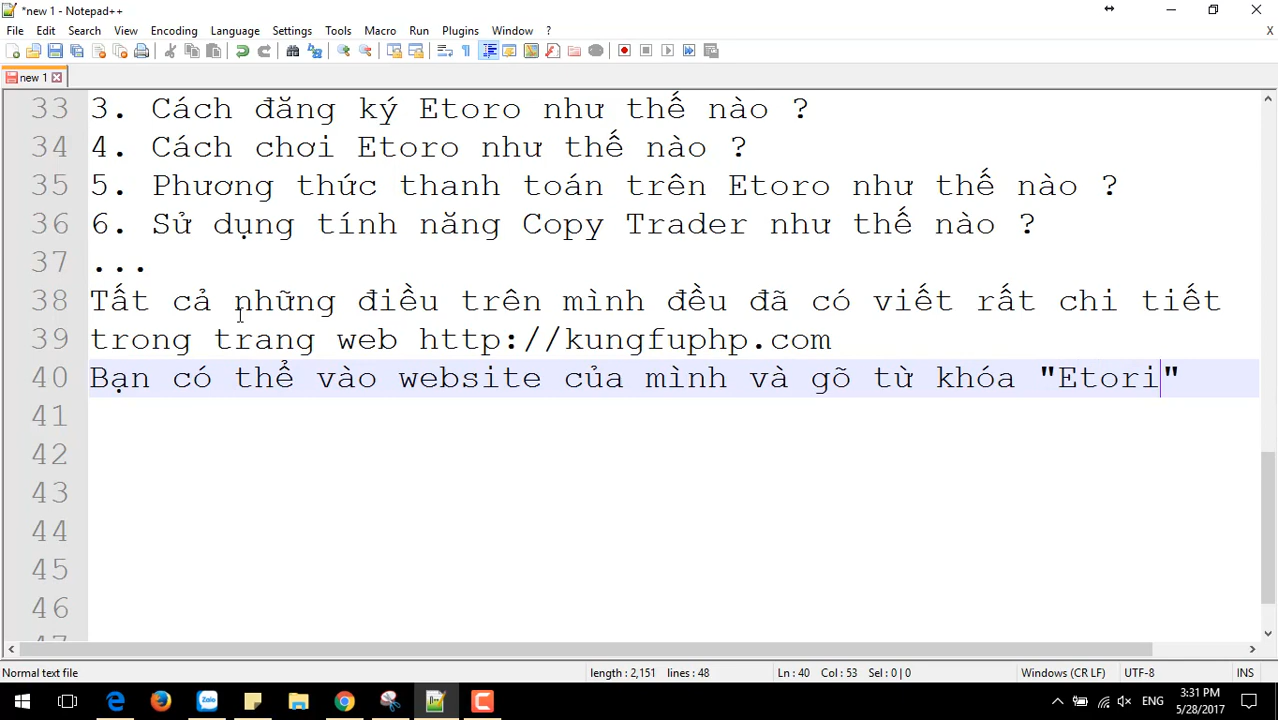 *new 1 - Notepad++
File Edit Search View Encoding Language Settings Tools Macro Run Plugins Window ? X
new 1
33 3. Cách đăng ký Etoro như thế nào ?
34 4. Cách chơi Etoro như thế nào ?
35 5. Phương thức thanh toán trên Etoro như thế nào ?
36 6. Sử dụng tính năng Copy Trader như thế nào ?
37 ...
38 Tất cả những điều trên mình đều đã có viết rất chi tiết
39 trong trang web http://kungfuphp.com
40 Bạn có thể vào website của mình và gõ từ khóa "Etori"
41
42
43
44
45
46
47
Normal text file length : 2,151 lines : 48 Ln : 40 Col : 53 Sel : 0 | 0 Windows (CR LF) UTF-8 INS
Zalo ENG 3:31 PM
5/28/2017